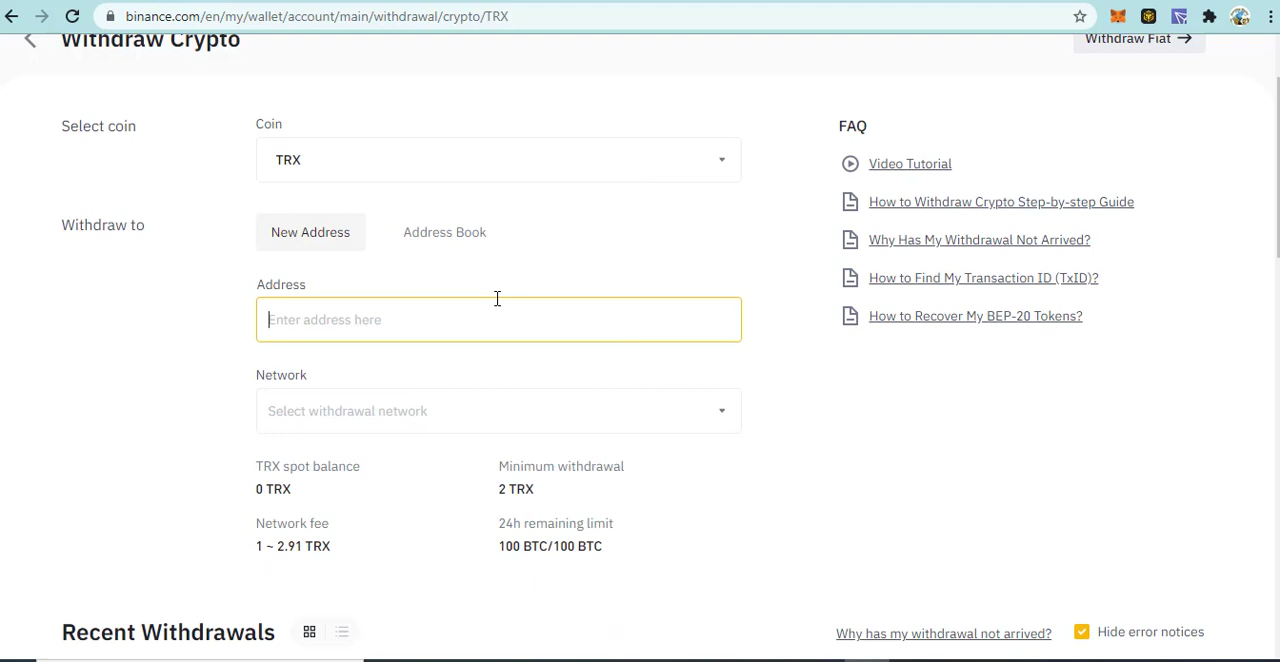 binance.com/en/my/wallet/account/main/withdrawal/crypto/TRX
Withdraw Crypto
Withdraw Fiat →
Select coin
Coin
TRX
Withdraw to
New Address
Address Book
Address
Enter address here
Network
Select withdrawal network
TRX spot balance
0 TRX
Minimum withdrawal
2 TRX
Network fee
1 ~ 2.91 TRX
24h remaining limit
100 BTC/100 BTC
FAQ
Video Tutorial
How to Withdraw Crypto Step-by-step Guide
Why Has My Withdrawal Not Arrived?
How to Find My Transaction ID (TxID)?
How to Recover My BEP-20 Tokens?
Recent Withdrawals
Why has my withdrawal not arrived?
Hide error notices